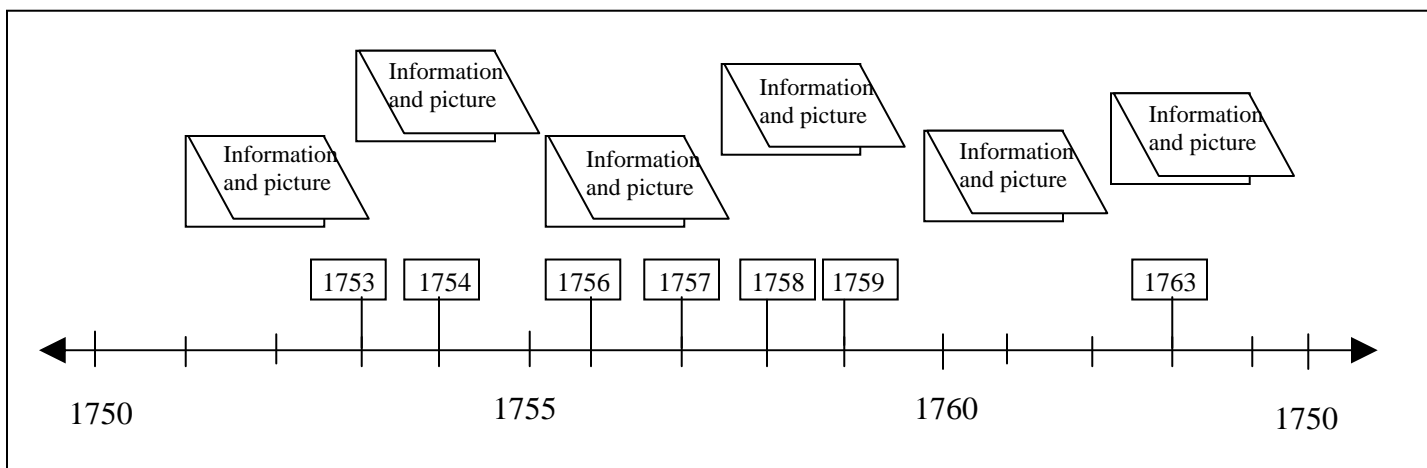 Information
and picture
Information
and picture
Information
and picture
Information
and picture
Information
and picture
Information
and picture
1753
1754
1756
1757
1758
1759
1763
1750
1755
1760
1750